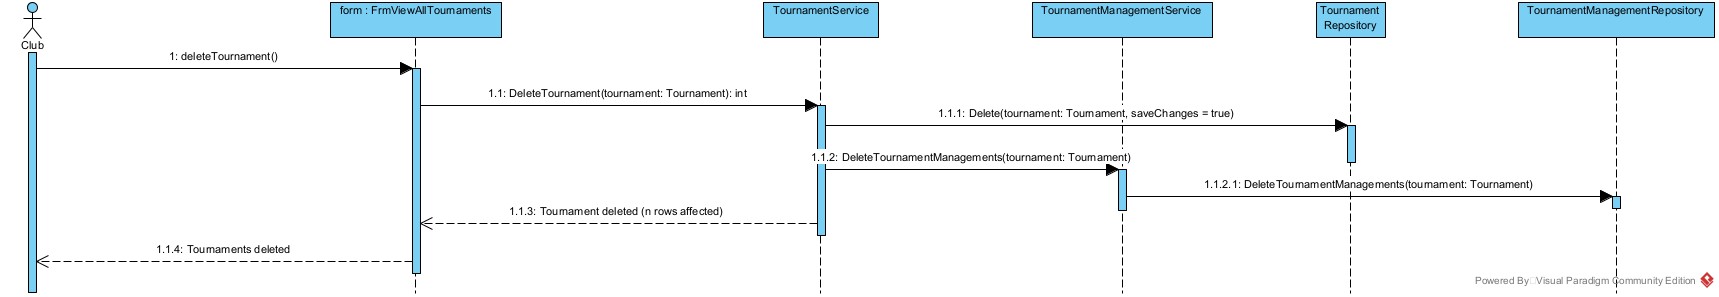 form : FrmViewAllTournaments
TournamentService
TournamentManagementService
Tournament
Repository
TournamentManagementRepository
Club
1: deleteTournament()
1.1: DeleteTournament(tournament: Tournament): int
1.1.1: Delete(tournament: Tournament, saveChanges = true)
1.1.2: DeleteTournamentManagements(tournament: Tournament)
1.1.2.1: DeleteTournamentManagements(tournament: Tournament)
1.1.3: Tournament deleted (n rows affected)
1.1.4: Tournaments deleted
Powered By Visual Paradigm Community Edition